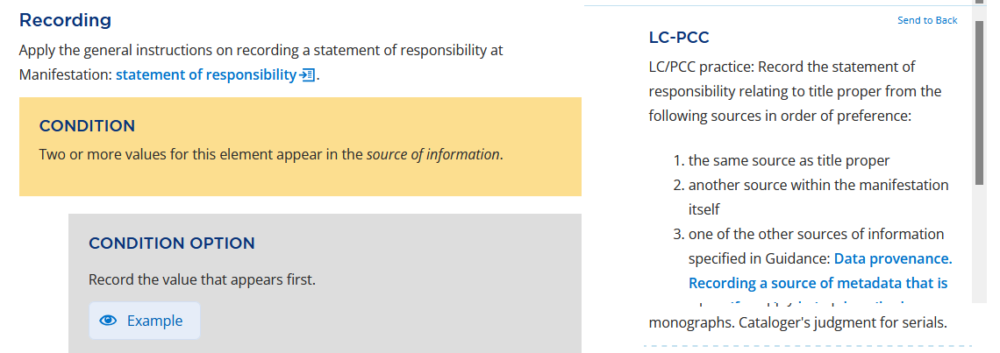 Recording
Apply the general instructions on recording a statement of responsibility at
Manifestation: statement of responsibility.
CONDITION
Two or more values for this element appear in the source of information.
CONDITION OPTION
Record the value that appears first.
Example
Send to Back
LC-PCC
LC/PCC practice: Record the statement of
responsibility relating to title proper from the
following sources in order of preference:
1. the same source as title proper
2. another source within the manifestation
itself
3. one of the other sources of information
specified in Guidance: Data provenance.
Recording a source of metadata that is
monographs. Cataloger's judgment for serials.